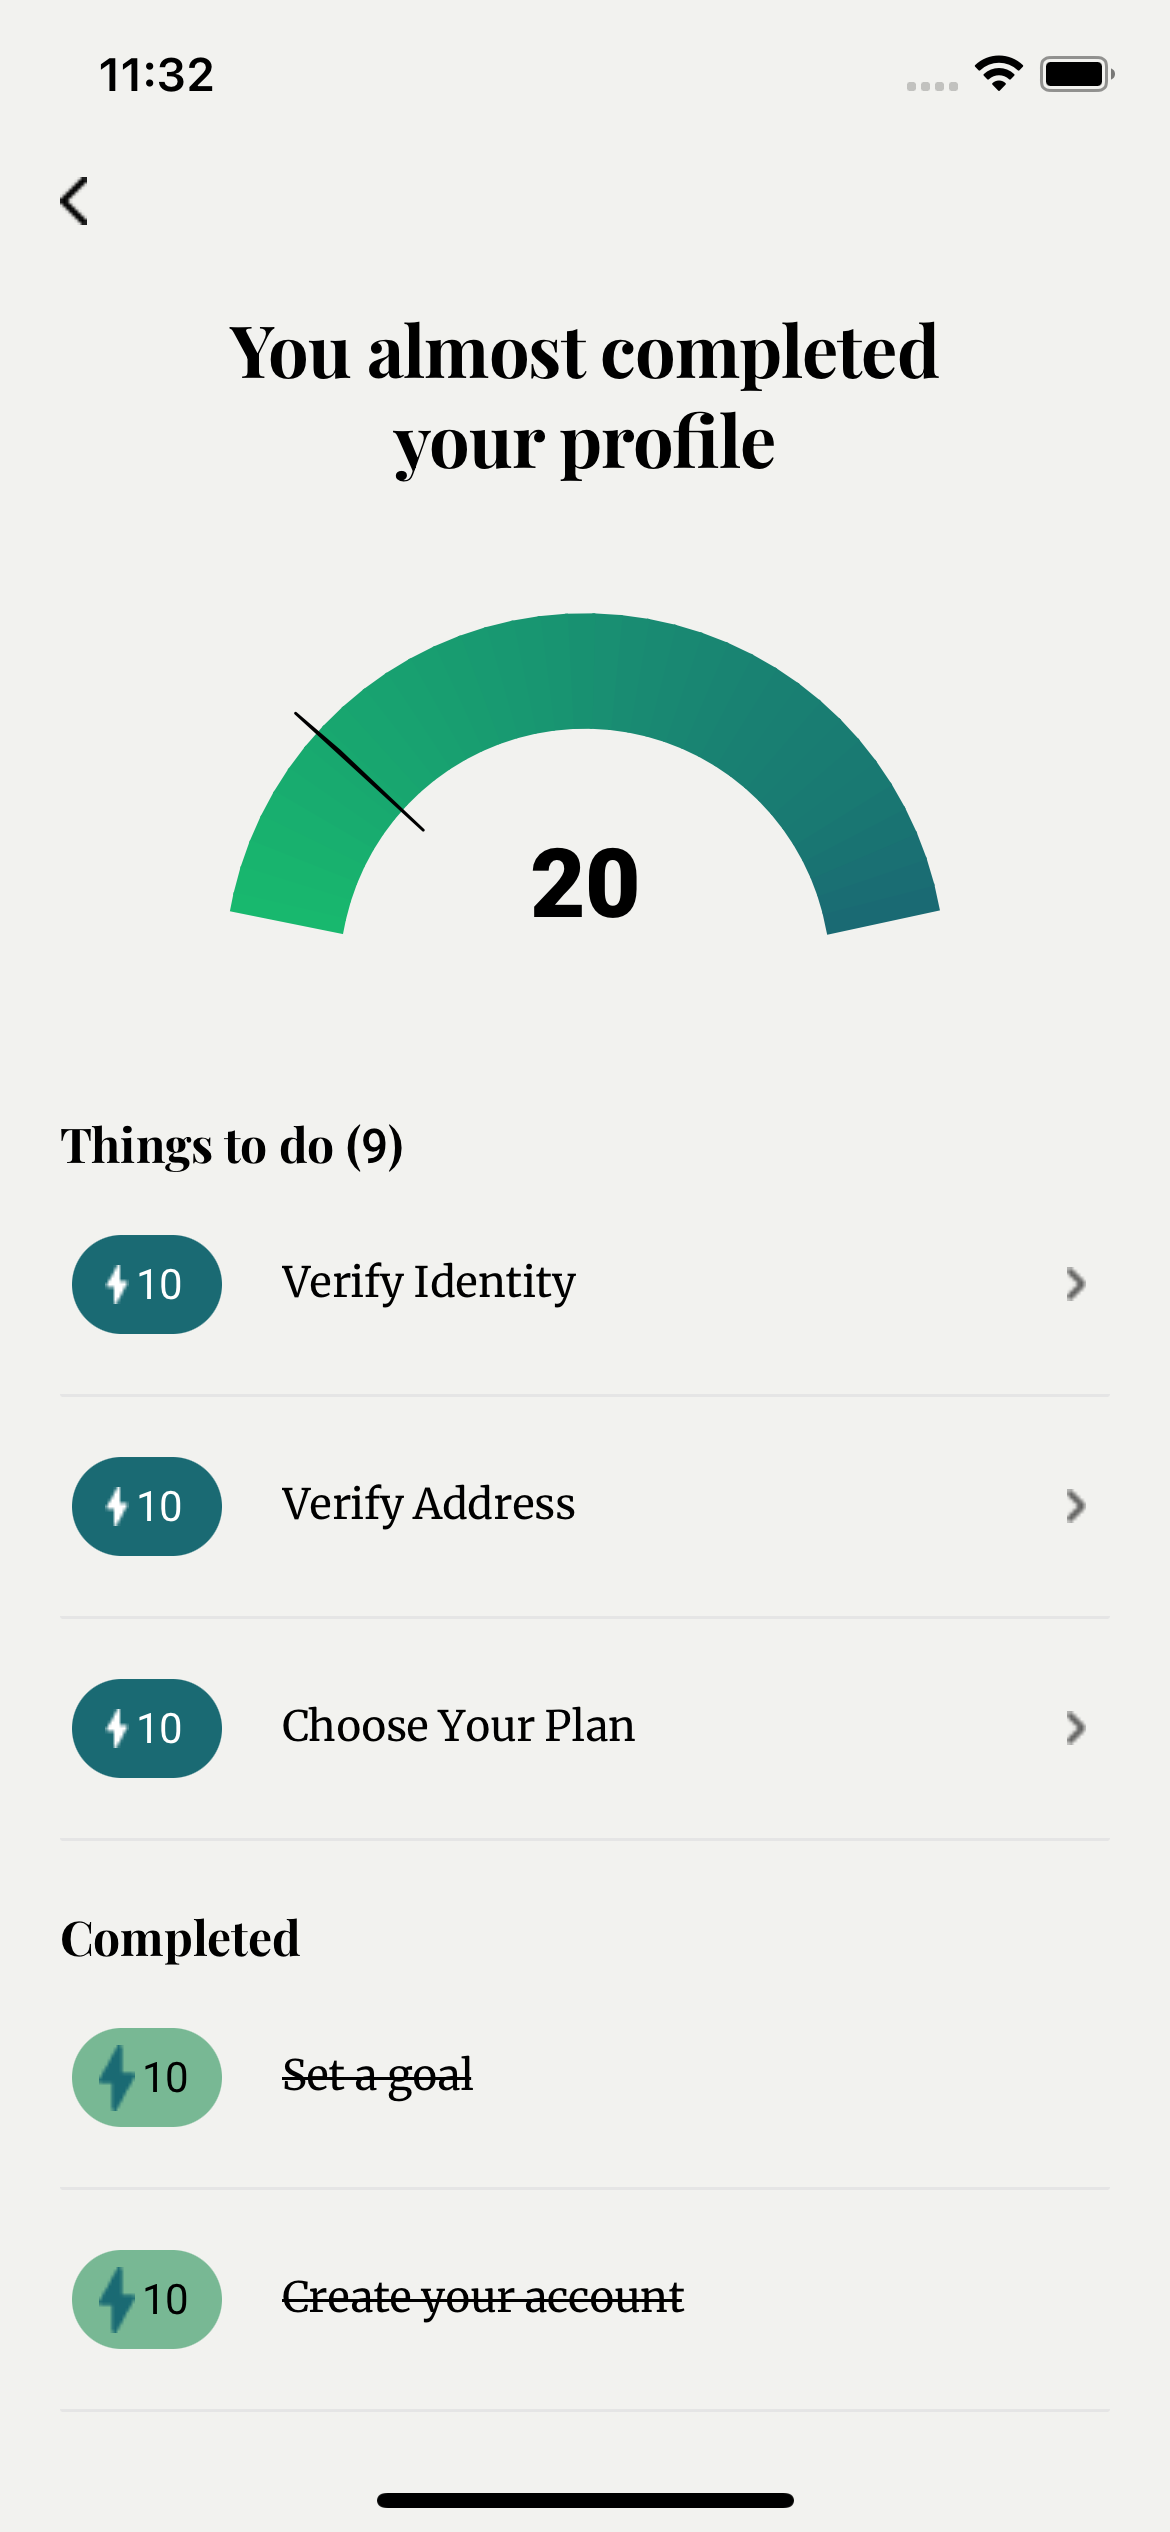 11:32
You almost completed
your profile
20
Things to do (9)
10 Verify Identity
10 Verify Address
10 Choose Your Plan
Completed
10 Set a goal
10 Create your account